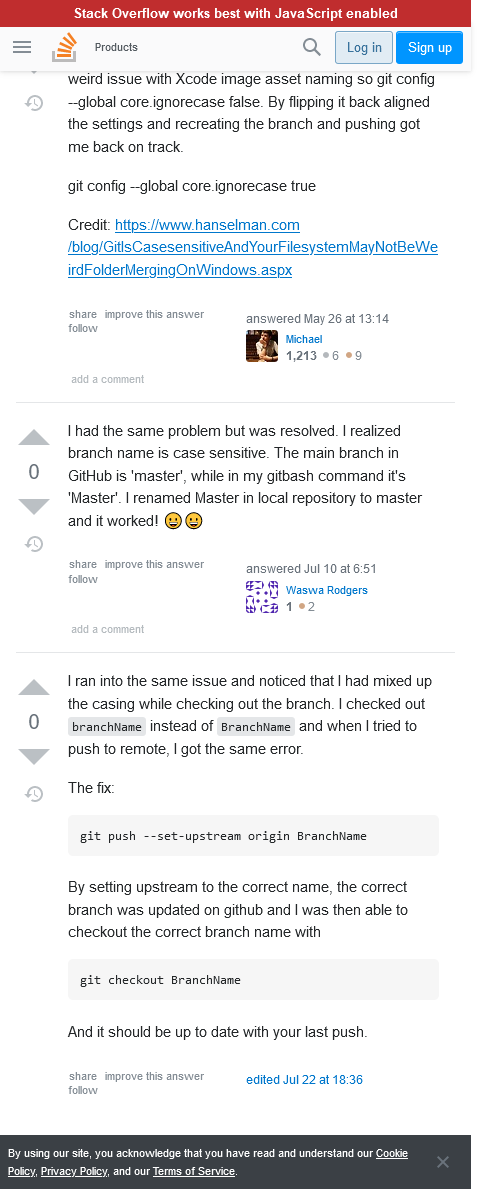 Stack Overflow works best with JavaScript enabled
Products
Log in
Sign up
weird issue with Xcode image asset naming so git config
--global core.ignorecase false. By flipping it back aligned
the settings and recreating the branch and pushing got
me back on track.
git config --global core.ignorecase true
Credit: https://www.hanselman.com
/blog/GitIsCasesensitiveAndYourFilesystemMayNotBeWe
irdFolderMergingOnWindows.aspx
share improve this answer
follow
answered May 26 at 13:14
Michael
1,213 6 9
add a comment
I had the same problem but was resolved. I realized
branch name is case sensitive. The main branch in
GitHub is 'master', while in my gitbash command it's
'Master'. I renamed Master in local repository to master
and it worked! 😀😀
0
share improve this answer
follow
answered Jul 10 at 6:51
Waswa Rodgers
1 2
add a comment
I ran into the same issue and noticed that I had mixed up
the casing while checking out the branch. I checked out
branchName instead of BranchName and when I tried to
push to remote, I got the same error.
0
The fix:
git push --set-upstream origin BranchName
By setting upstream to the correct name, the correct
branch was updated on github and I was then able to
checkout the correct branch name with
git checkout BranchName
And it should be up to date with your last push.
share improve this answer
follow
edited Jul 22 at 18:36
By using our site, you acknowledge that you have read and understand our Cookie
Policy, Privacy Policy, and our Terms of Service.